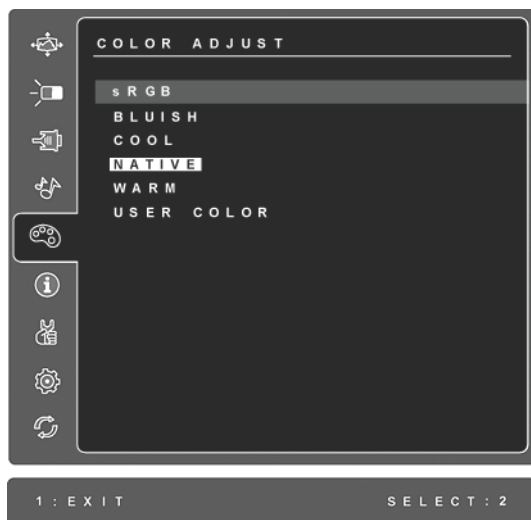 COLOR ADJUST
sRGB
BLUISH
COOL
NATIVE
WARM
USER COLOR
1:EXIT SELECT:2